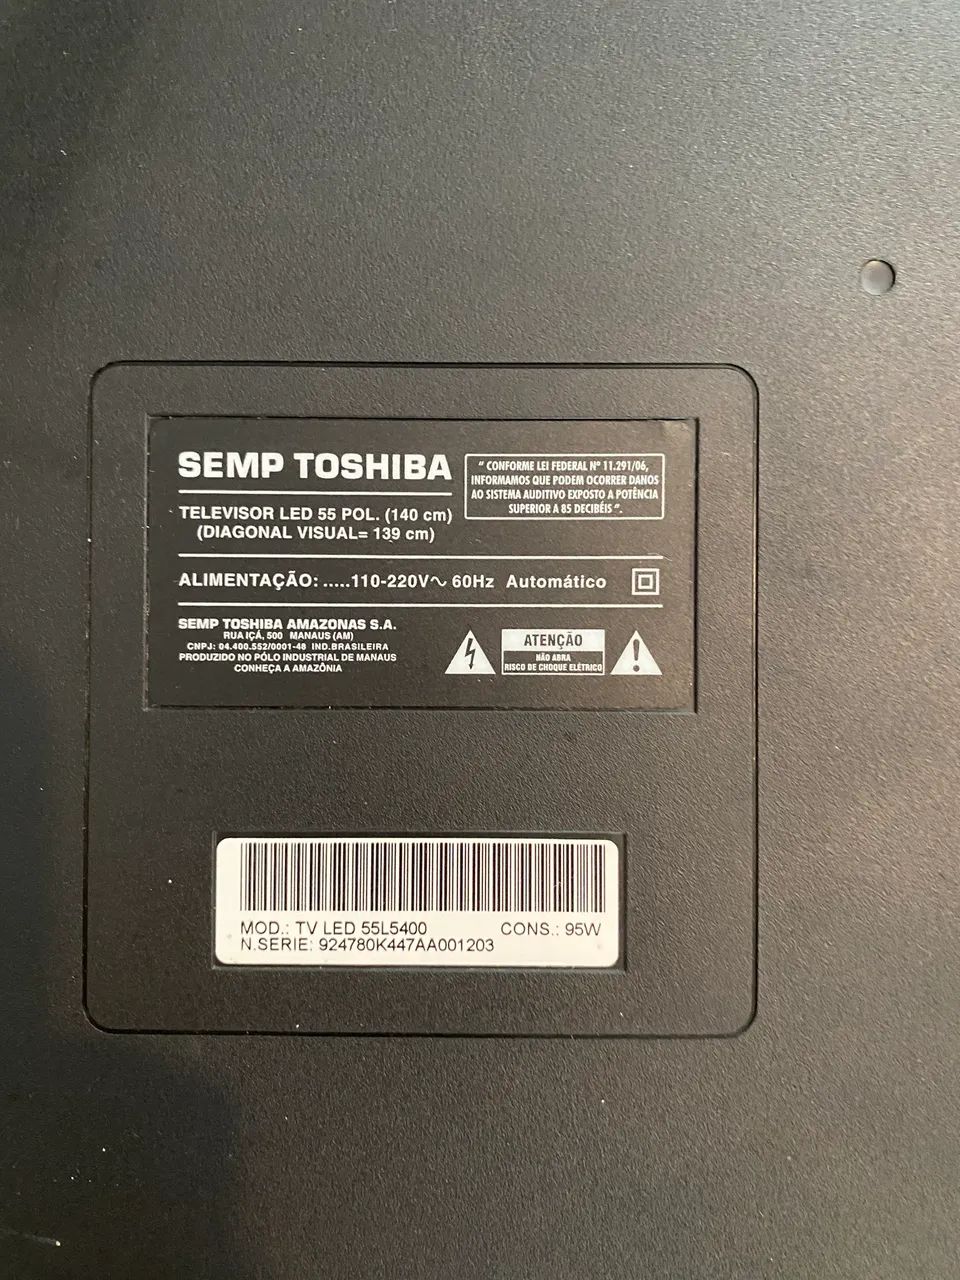 SEMP TOSHIBA
TELEVISOR LED 55 POL. (140 cm)
(DIAGONAL VISUAL= 139 cm)
" CONFORME LEI FEDERAL Nº 11.291/06,
INFORMAMOS QUE PODEM OCORRER DANOS
AO SISTEMA AUDITIVO EXPOSTO A POTÊNCIA
SUPERIOR A 85 DECIBÉIS ".
ALIMENTAÇÃO: .....110-220V~ 60Hz Automático
SEMP TOSHIBA AMAZONAS S.A.
RUA IÇÁ, 500 MANAUS (AM)
CNPJ: 04.400.552/0001-48 IND.BRASILEIRA
PRODUZIDO NO PÓLO INDUSTRIAL DE MANAUS
CONHEÇA A AMAZÔNIA
ATENÇÃO
NÃO ABRA
RISCO DE CHOQUE ELÉTRICO
MOD.: TV LED 55L5400 CONS.: 95W
N.SERIE: 924780K447AA001203